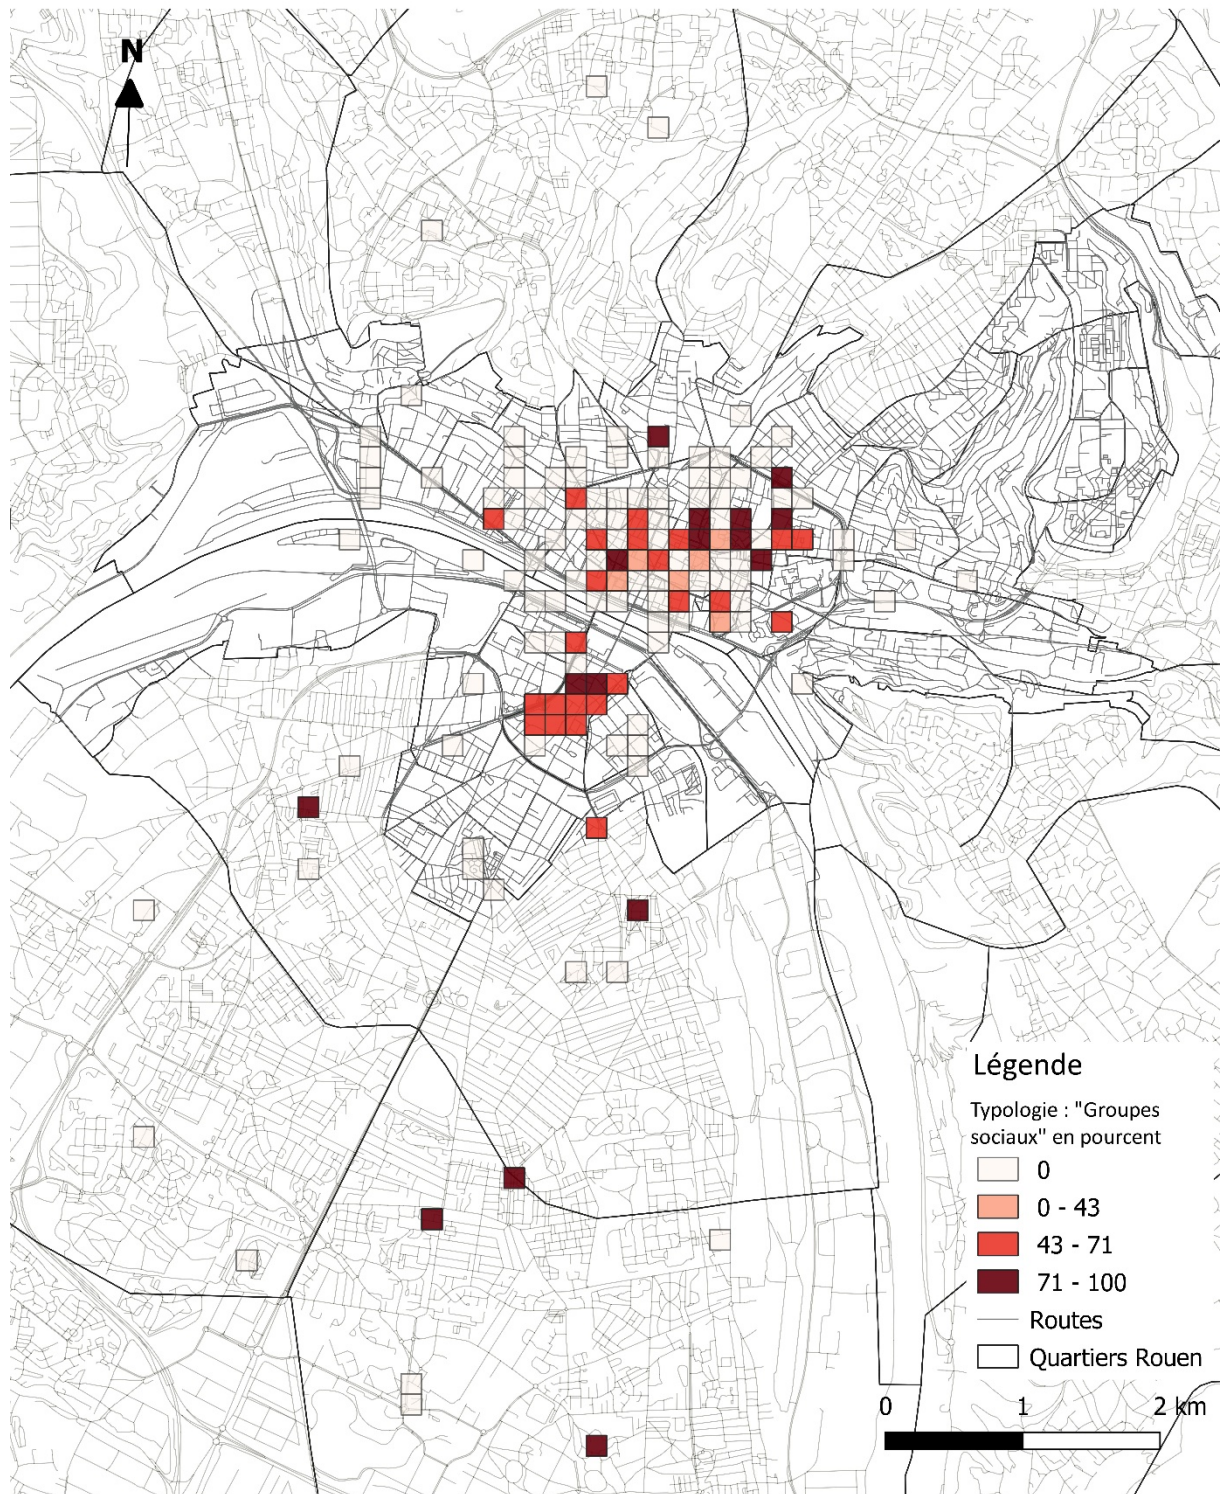 N
Légende
Typologie : "Groupes
sociaux" en pourcent
0
0 - 43
43 - 71
71 - 100
Routes
Quartiers Rouen
0 1 2 km